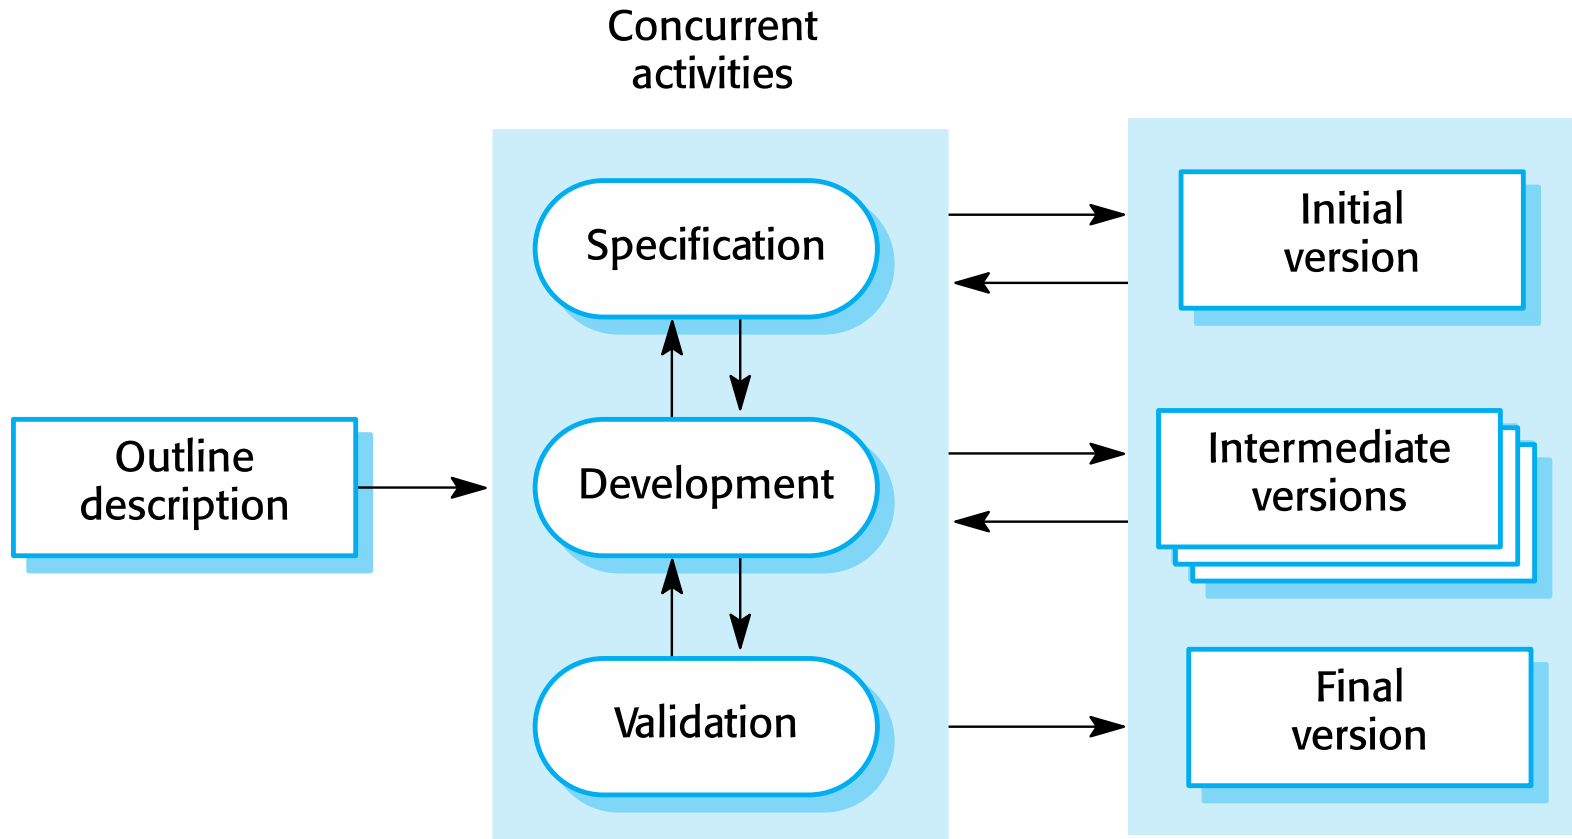 Concurrent
activities
Specification
Initial
version
Outline
description
Development
Intermediate
versions
Validation
Final
version